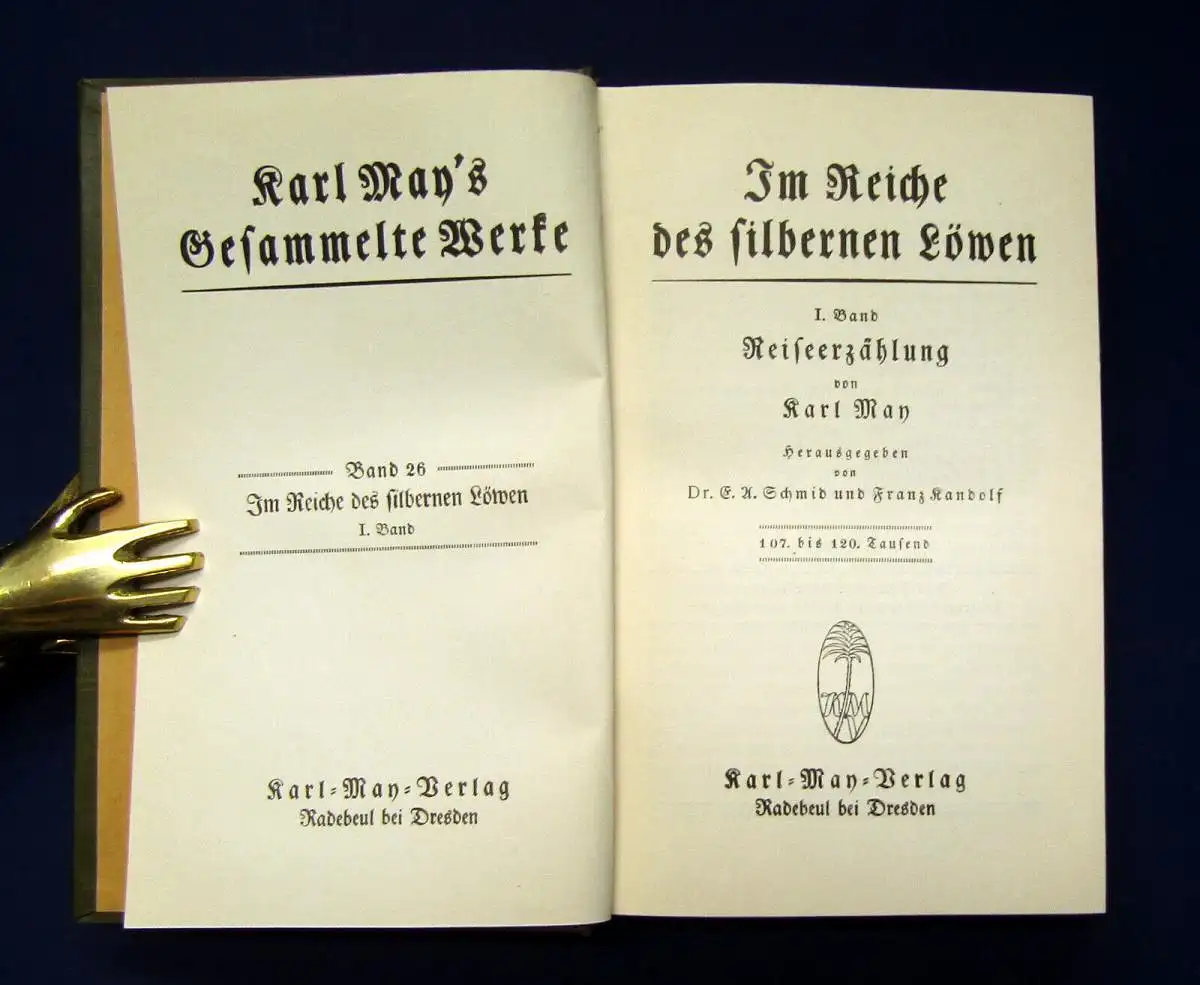 Karl May's
Gesammelte Werke
Band 26
Im Reiche des silbernen Löwen
I. Band
Karl-May-Verlag
Radebeul bei Dresden
Im Reiche
des silbernen Löwen
I. Band
Reiseerzählung
von
Karl May
Herausgegeben
von
Dr. E. A. Schmid und Franz Kandolf
107. bis 120. Tausend
KM
Karl-May-Verlag
Radebeul bei Dresden